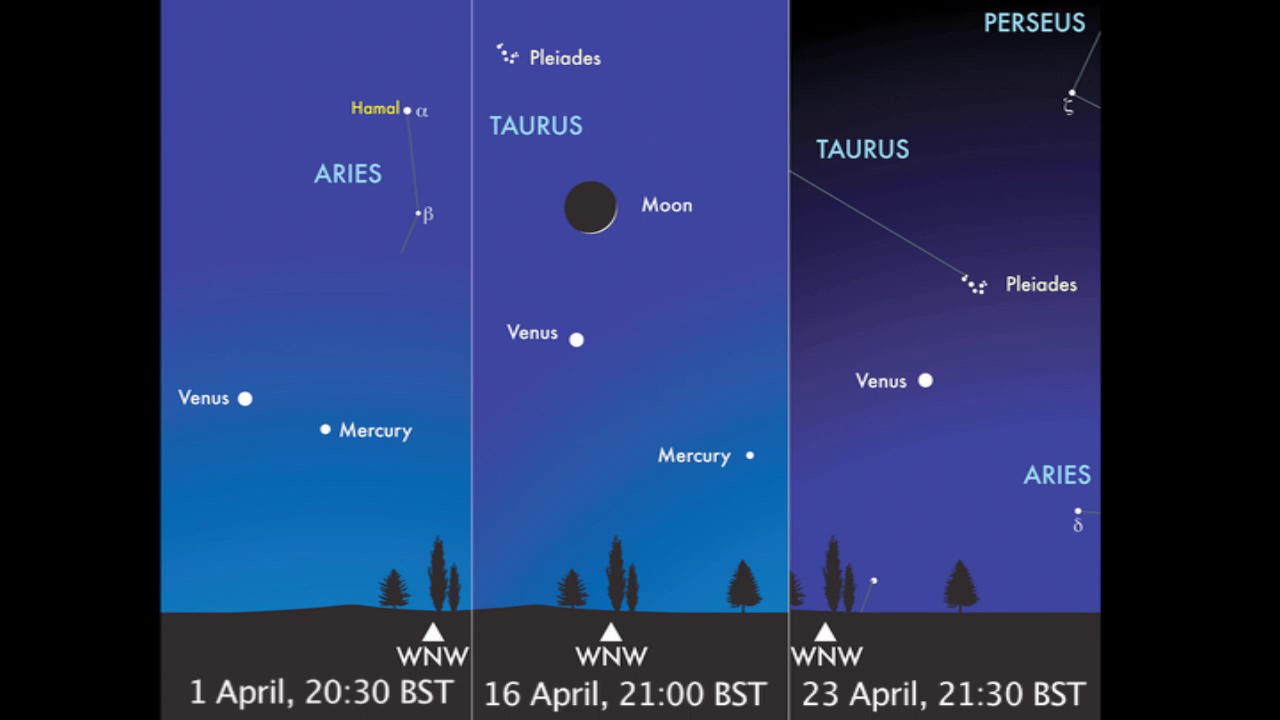 Hamal α
ARIES
β
Venus
Mercury
WNW
1 April, 20:30 BST
Pleiades
TAURUS
Moon
Venus
Mercury
WNW
16 April, 21:00 BST
PERSEUS
ζ
TAURUS
Pleiades
Venus
ARIES
δ
WNW
23 April, 21:30 BST